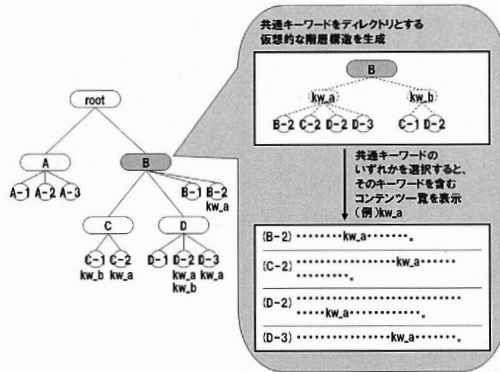 共通キーワードをディレクトリとする
仮想的な階層構造を生成
B
kw_a
kw_b
B-2 C-2 D-2 D-3 C-1 D-2
共通キーワードの
いずれかを選択すると、
そのキーワードを含む
コンテンツ一覧を表示
(例)kw_a
(B-2) ········kw_a·······。
(C-2) ················kw_a······
·········。
(D-2) ·······························
·····kw_a·············。
(D-3) ················kw_a·······。
root
A
B
A-1 A-2 A-3
B-1 B-2
kw_a
C
D
C-1 C-2 D-1 D-2 D-3
kw_b kw_a kw_a kw_a
kw_b